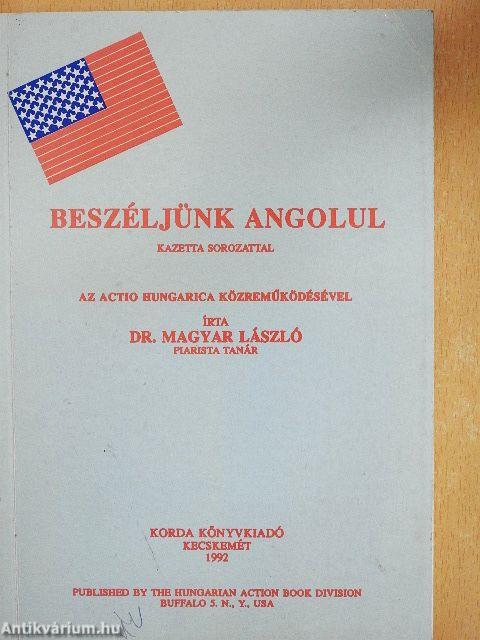 BESZÉLJÜNK ANGOLUL
KAZETTA SOROZATTAL
AZ ACTIO HUNGARICA KÖZREMŰKÖDÉSÉVEL
ÍRTA
DR. MAGYAR LÁSZLÓ
PIARISTA TANÁR
KORDA KÖNYVKIADÓ
KECSKEMÉT
1992
PUBLISHED BY THE HUNGARIAN ACTION BOOK DIVISION
BUFFALO 5. N., Y., USA
Antikvárium.hu